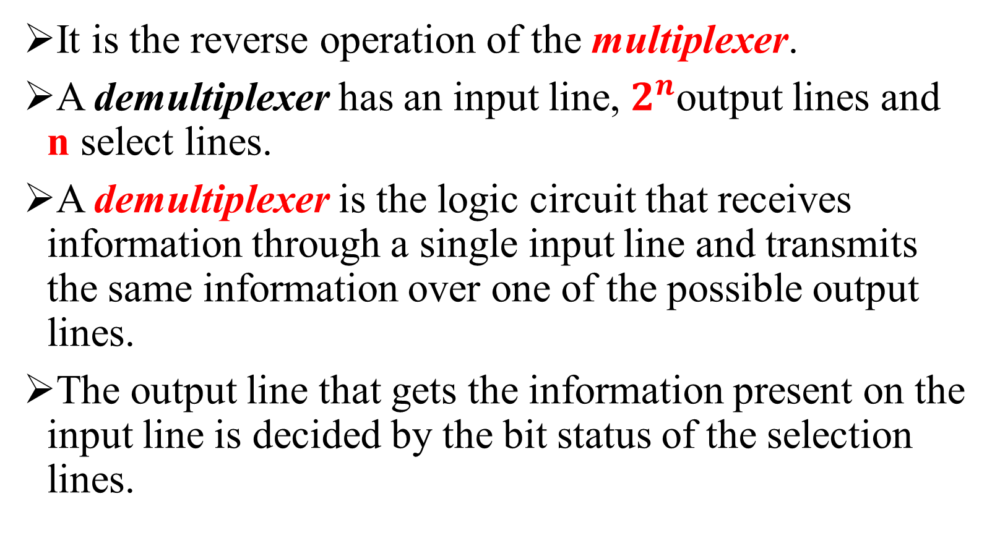 ➢It is the reverse operation of the multiplexer.
➢A demultiplexer has an input line, 2ⁿoutput lines and
n select lines.
➢A demultiplexer is the logic circuit that receives
information through a single input line and transmits
the same information over one of the possible output
lines.
➢The output line that gets the information present on the
input line is decided by the bit status of the selection
lines.